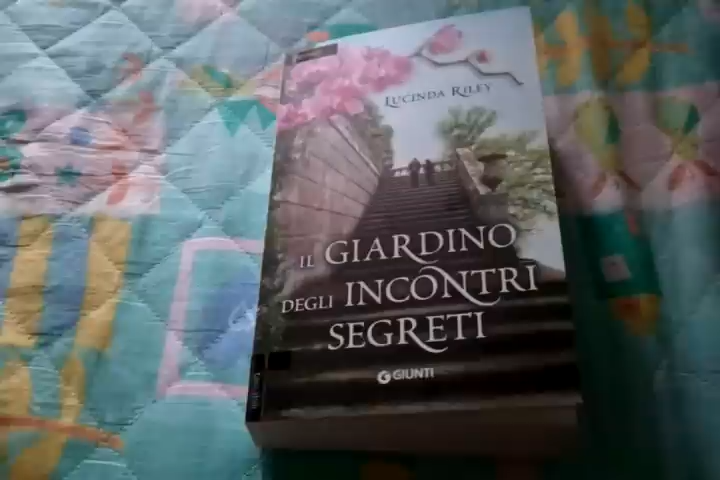 LUCINDA RILEY
IL GIARDINO
DEGLI INCONTRI
SEGRETI
GIUNTI